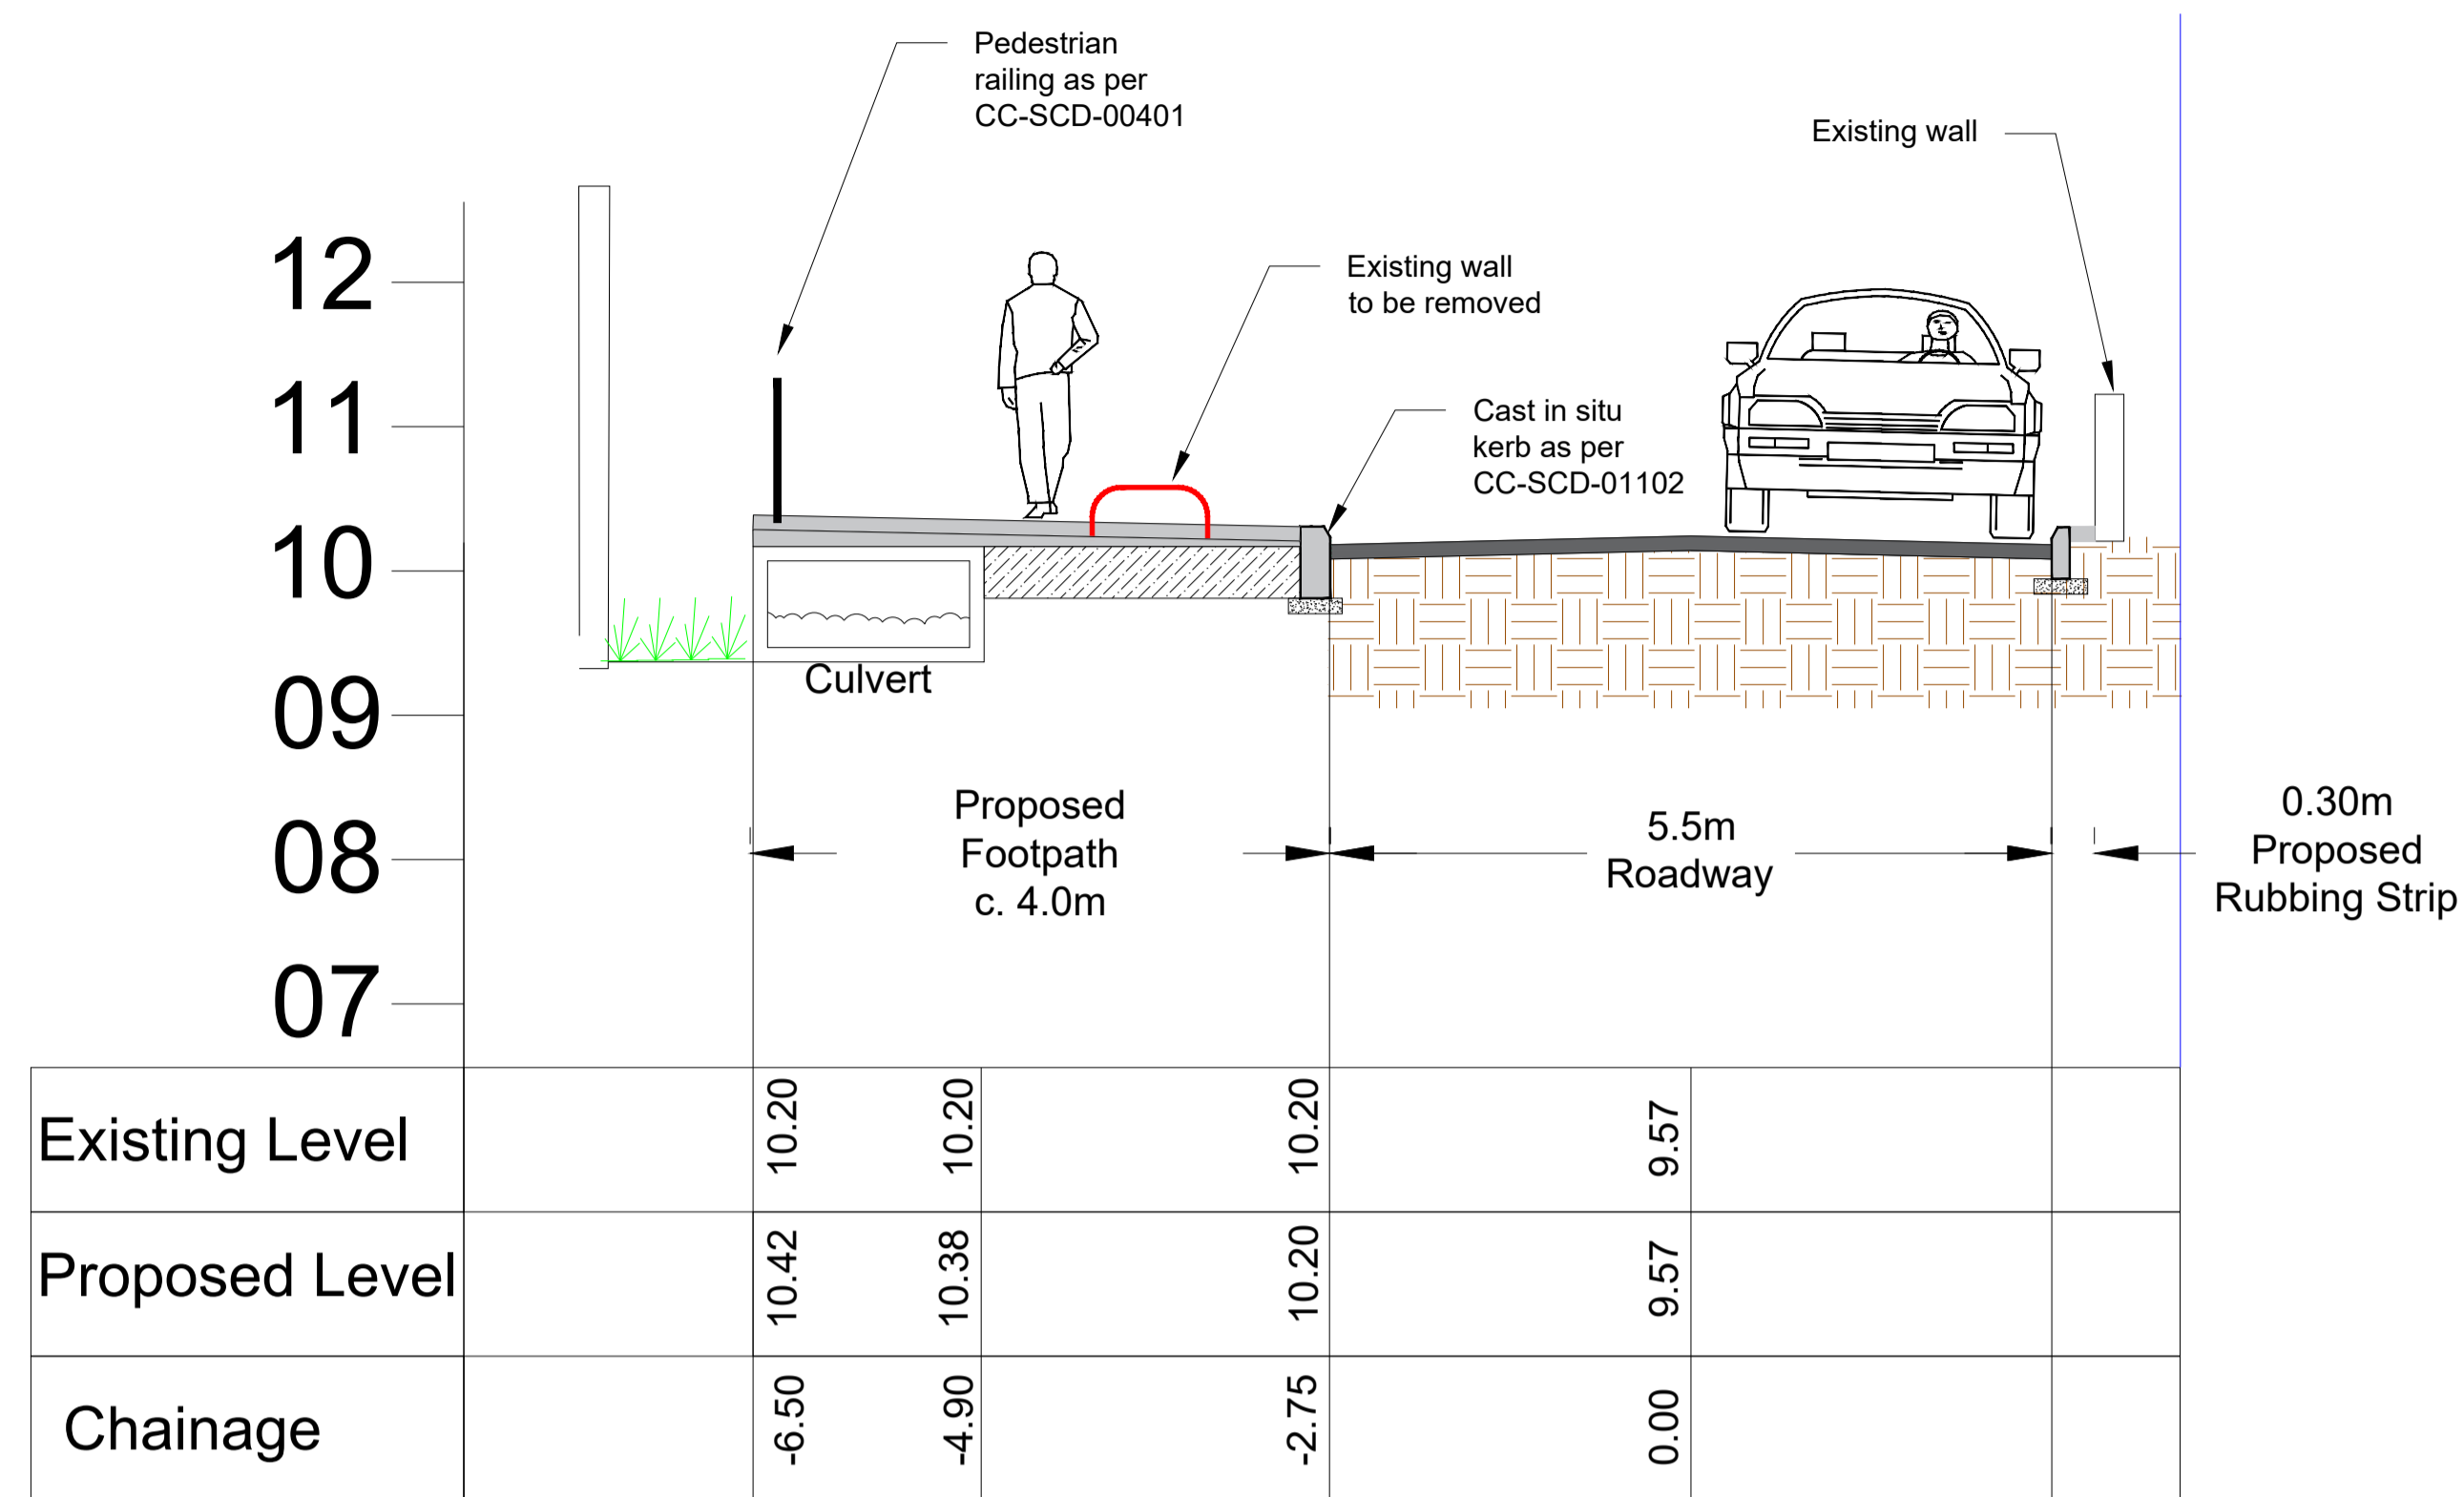 Pedestrian
railing as per
CC-SCD-00401
Existing wall
Existing wall
to be removed
Cast in situ
kerb as per
CC-SCD-01102
12
11
10
09
08
07
Culvert
Proposed
Footpath
c. 4.0m
5.5m
Roadway
0.30m
Proposed
Rubbing Strip
Existing Level 10.20 10.20 10.20 9.57
Proposed Level 10.42 10.38 10.20 9.57
Chainage -6.50 -4.90 -2.75 0.00